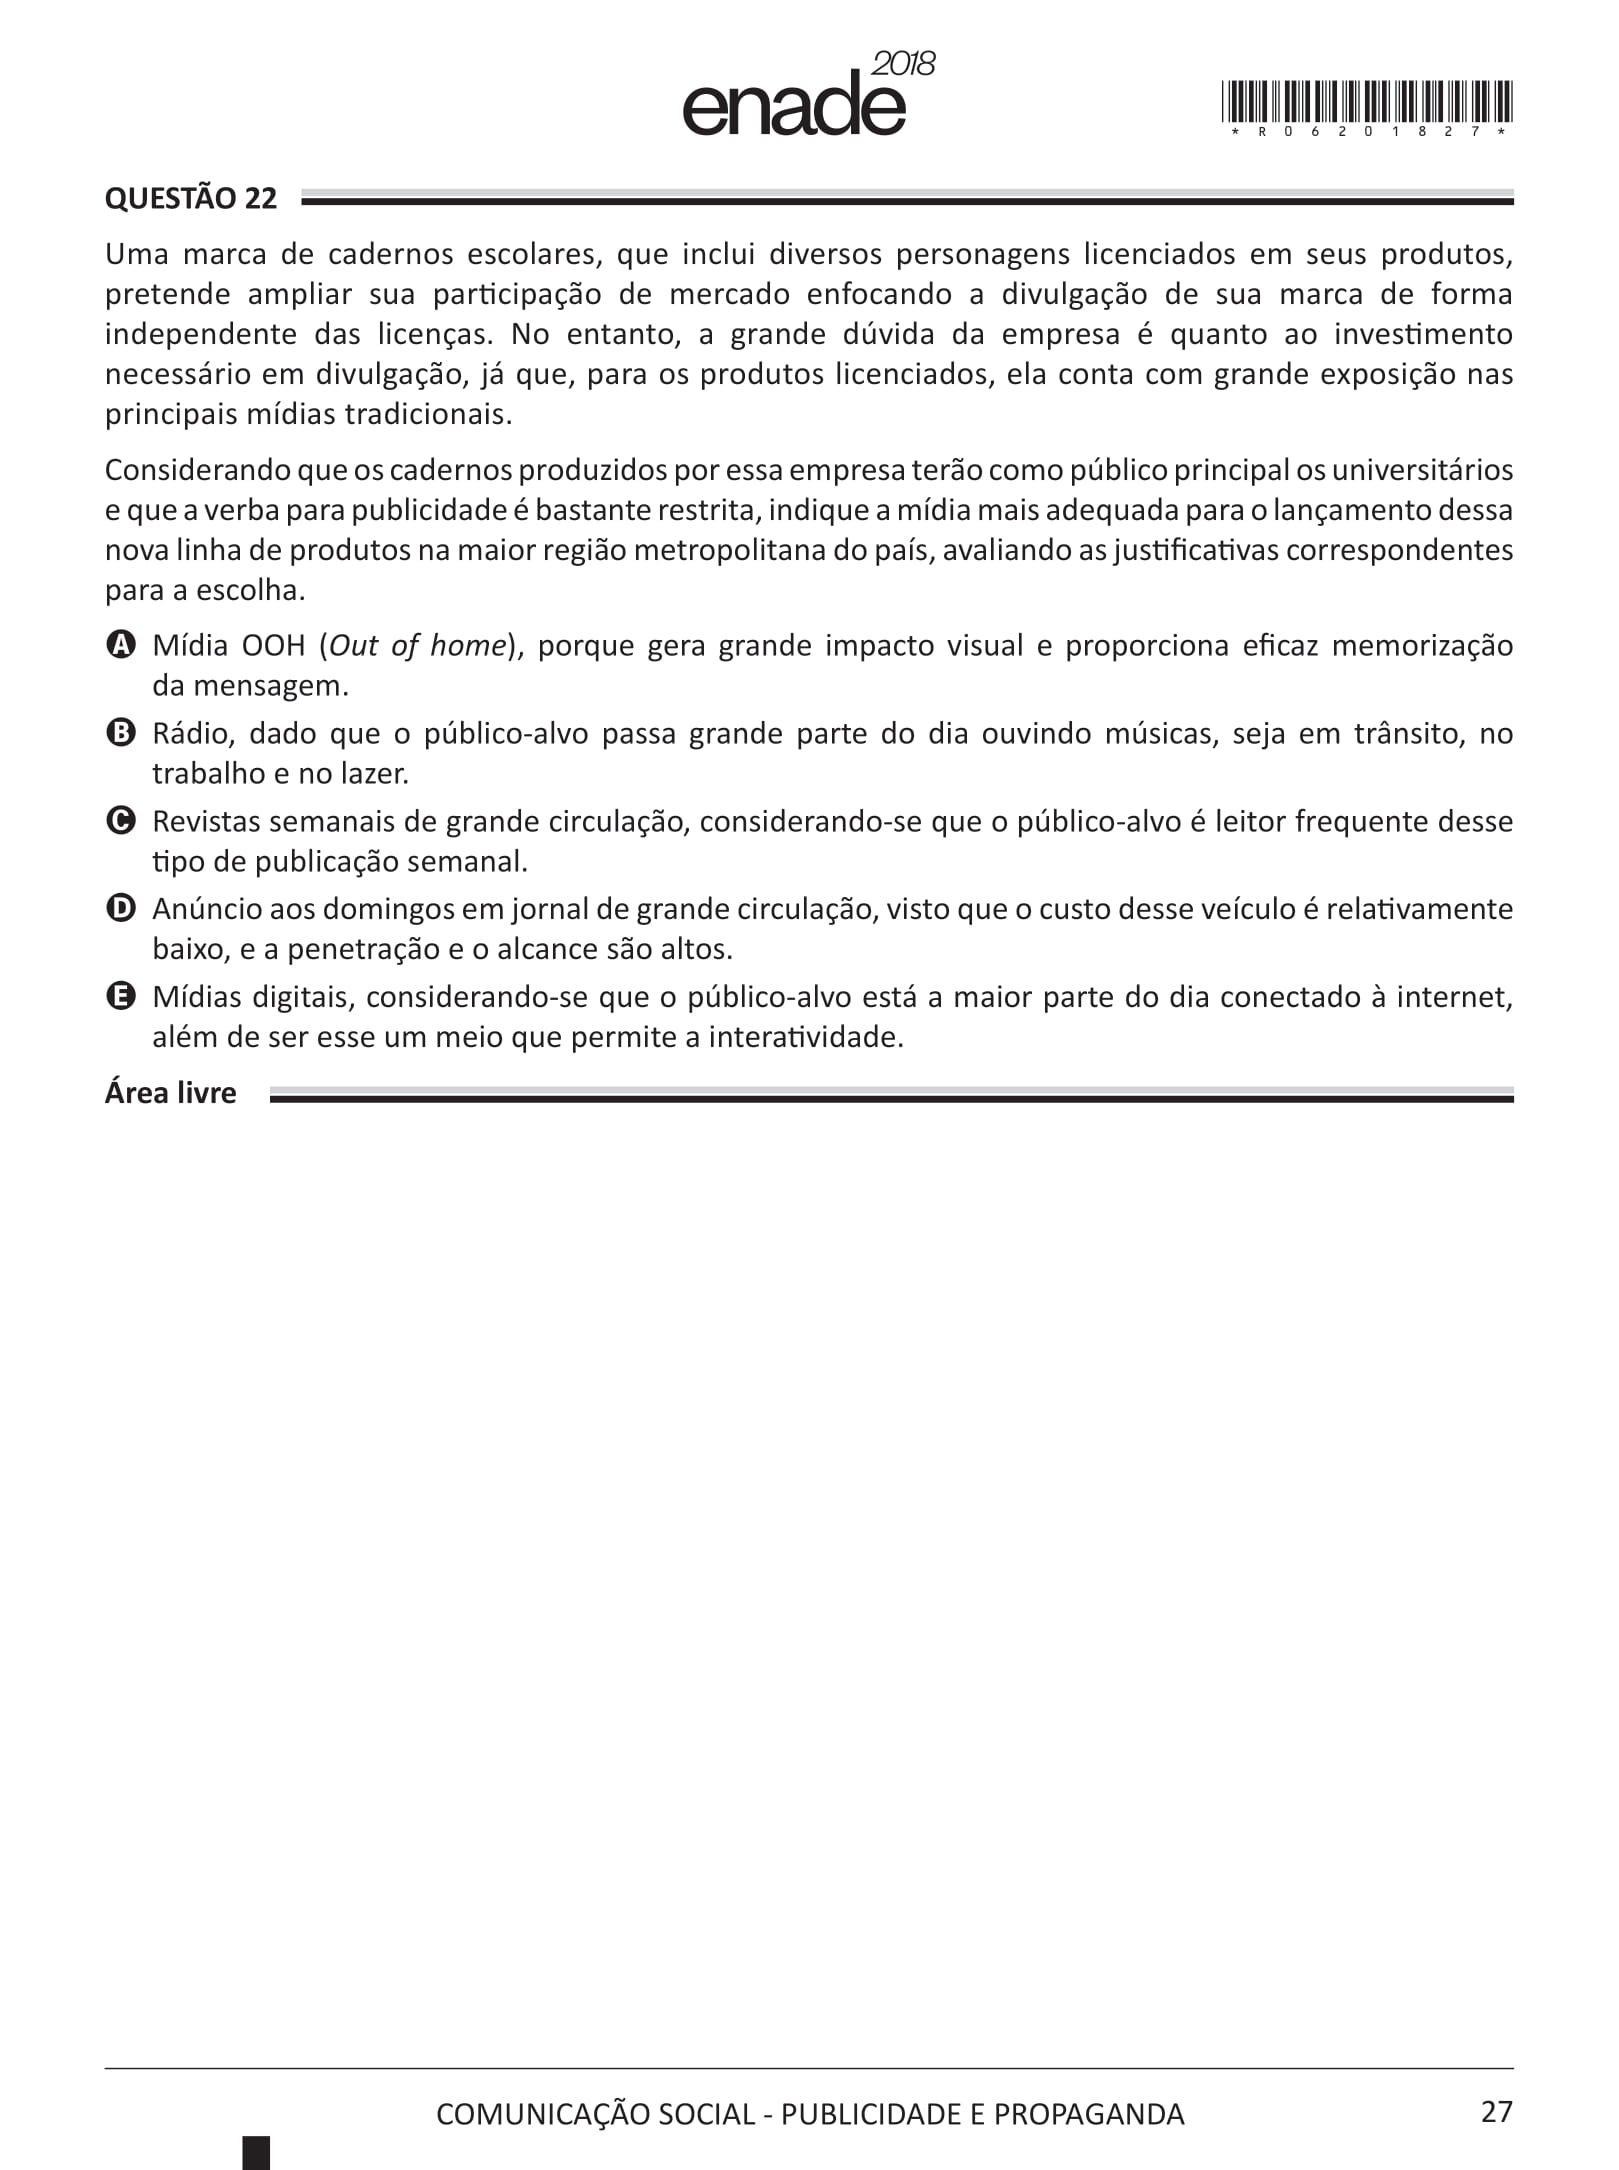 enade 2018
* R 0 6 2 0 1 8 2 7 *
QUESTÃO 22
Uma marca de cadernos escolares, que inclui diversos personagens licenciados em seus produtos,
pretende ampliar sua participação de mercado enfocando a divulgação de sua marca de forma
independente das licenças. No entanto, a grande dúvida da empresa é quanto ao investimento
necessário em divulgação, já que, para os produtos licenciados, ela conta com grande exposição nas
principais mídias tradicionais.
Considerando que os cadernos produzidos por essa empresa terão como público principal os universitários
e que a verba para publicidade é bastante restrita, indique a mídia mais adequada para o lançamento dessa
nova linha de produtos na maior região metropolitana do país, avaliando as justificativas correspondentes
para a escolha.
A Mídia OOH (Out of home), porque gera grande impacto visual e proporciona eficaz memorização
da mensagem.
B Rádio, dado que o público-alvo passa grande parte do dia ouvindo músicas, seja em trânsito, no
trabalho e no lazer.
C Revistas semanais de grande circulação, considerando-se que o público-alvo é leitor frequente desse
tipo de publicação semanal.
D Anúncio aos domingos em jornal de grande circulação, visto que o custo desse veículo é relativamente
baixo, e a penetração e o alcance são altos.
E Mídias digitais, considerando-se que o público-alvo está a maior parte do dia conectado à internet,
além de ser esse um meio que permite a interatividade.
Área livre
COMUNICAÇÃO SOCIAL - PUBLICIDADE E PROPAGANDA
27